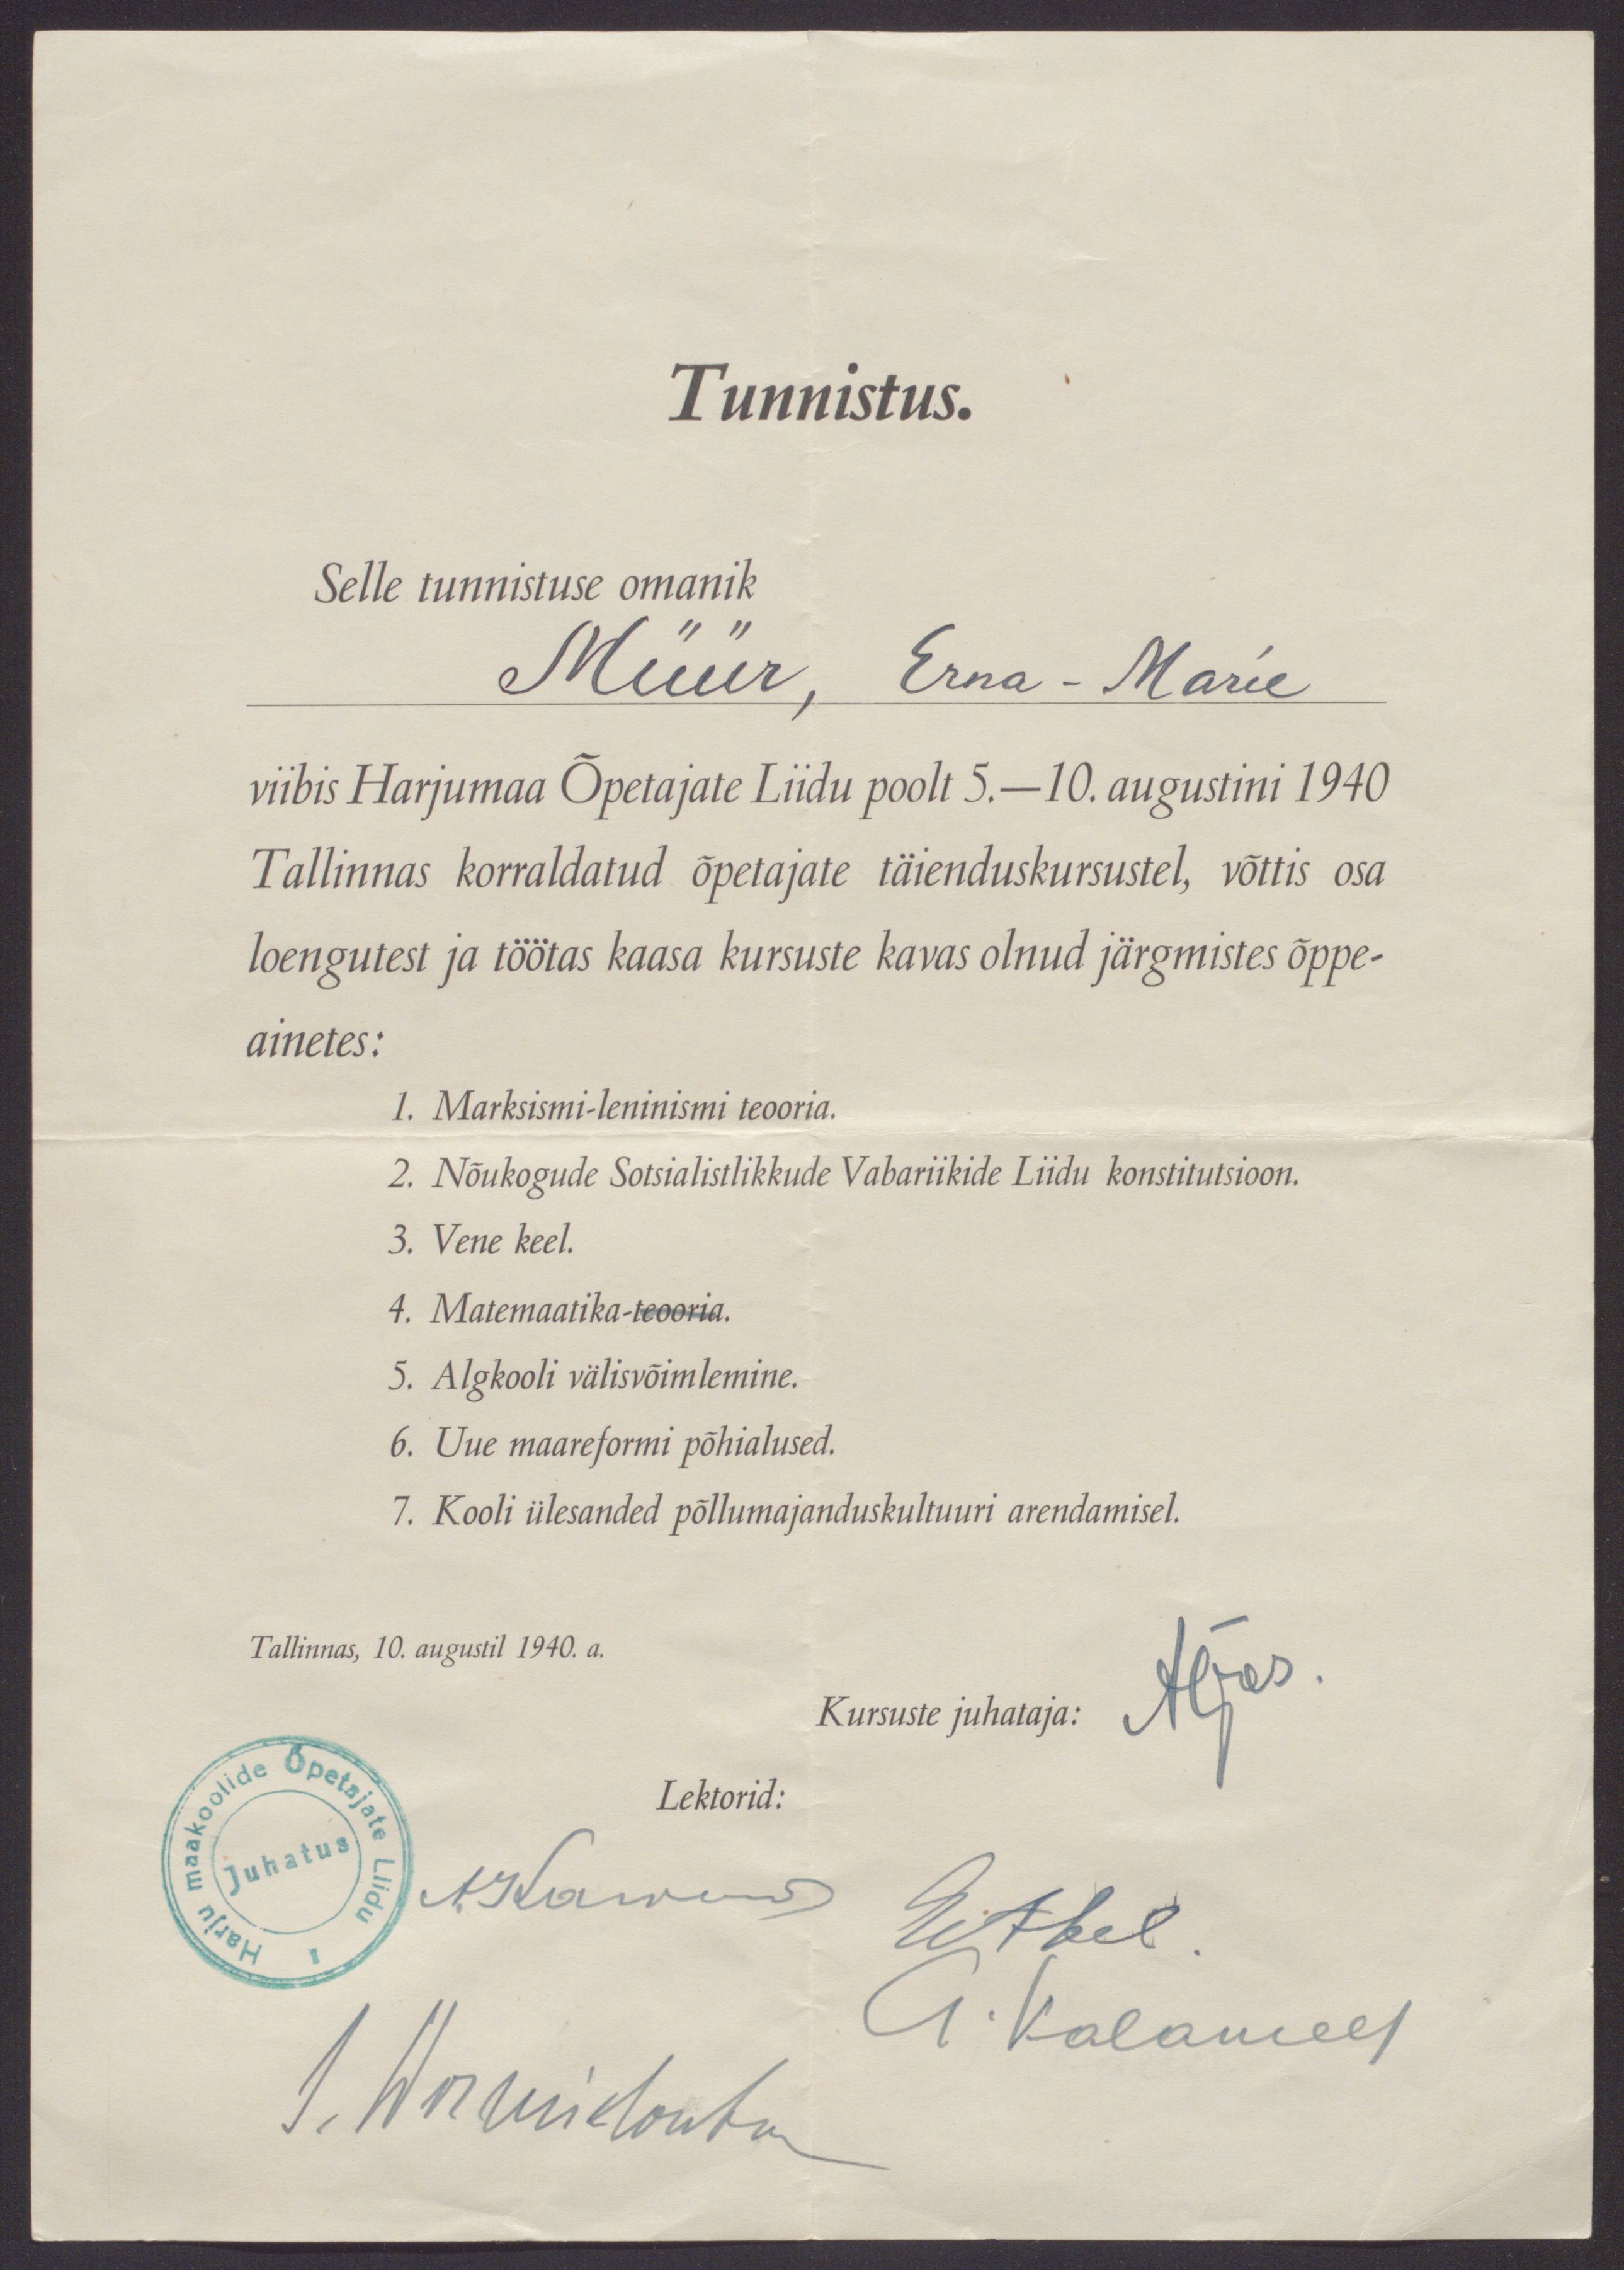 Tunnistus.
Selle tunnistuse omanik
Müür, Erna-Marie
viibis Harjumaa Õpetajate Liidu poolt 5.—10. augustini 1940
Tallinnas korraldatud õpetajate täienduskursustel, võttis osa
loengutest ja töötas kaasa kursuste kavas olnud järgmistes õppe-
ainetes:
1. Marksismi-leninismi teooria.
2. Nõukogude Sotsialistlikkude Vabariikide Liidu konstitutsioon.
3. Vene keel.
4. Matemaatika-teooria.
5. Algkooli välisvõimlemine.
6. Uue maareformi põhialused.
7. Kooli ülesanded põllumajanduskultuuri arendamisel.
Tallinnas, 10. augustil 1940. a.
Kursuste juhataja:
Lektorid:
Harju maakoolide Õpetajate Liidu
Juhatus